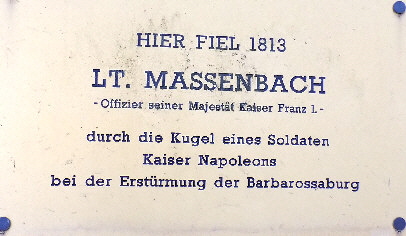 HIER FIEL 1813
LT. MASSENBACH
- Offizier seiner Majestät Kaiser Franz 1. -
durch die Kugel eines Soldaten
Kaiser Napoleons
bei der Erstürmung der Barbarossaburg